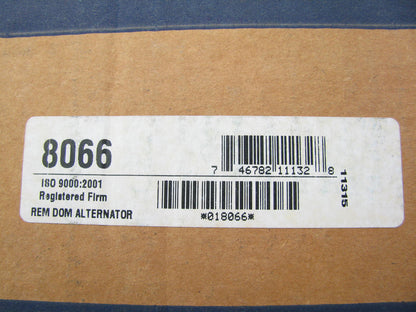 8066
7 46782 11132 8
11315
ISO 9000:2001
Registered Firm
REM DOM ALTERNATOR
*018066*